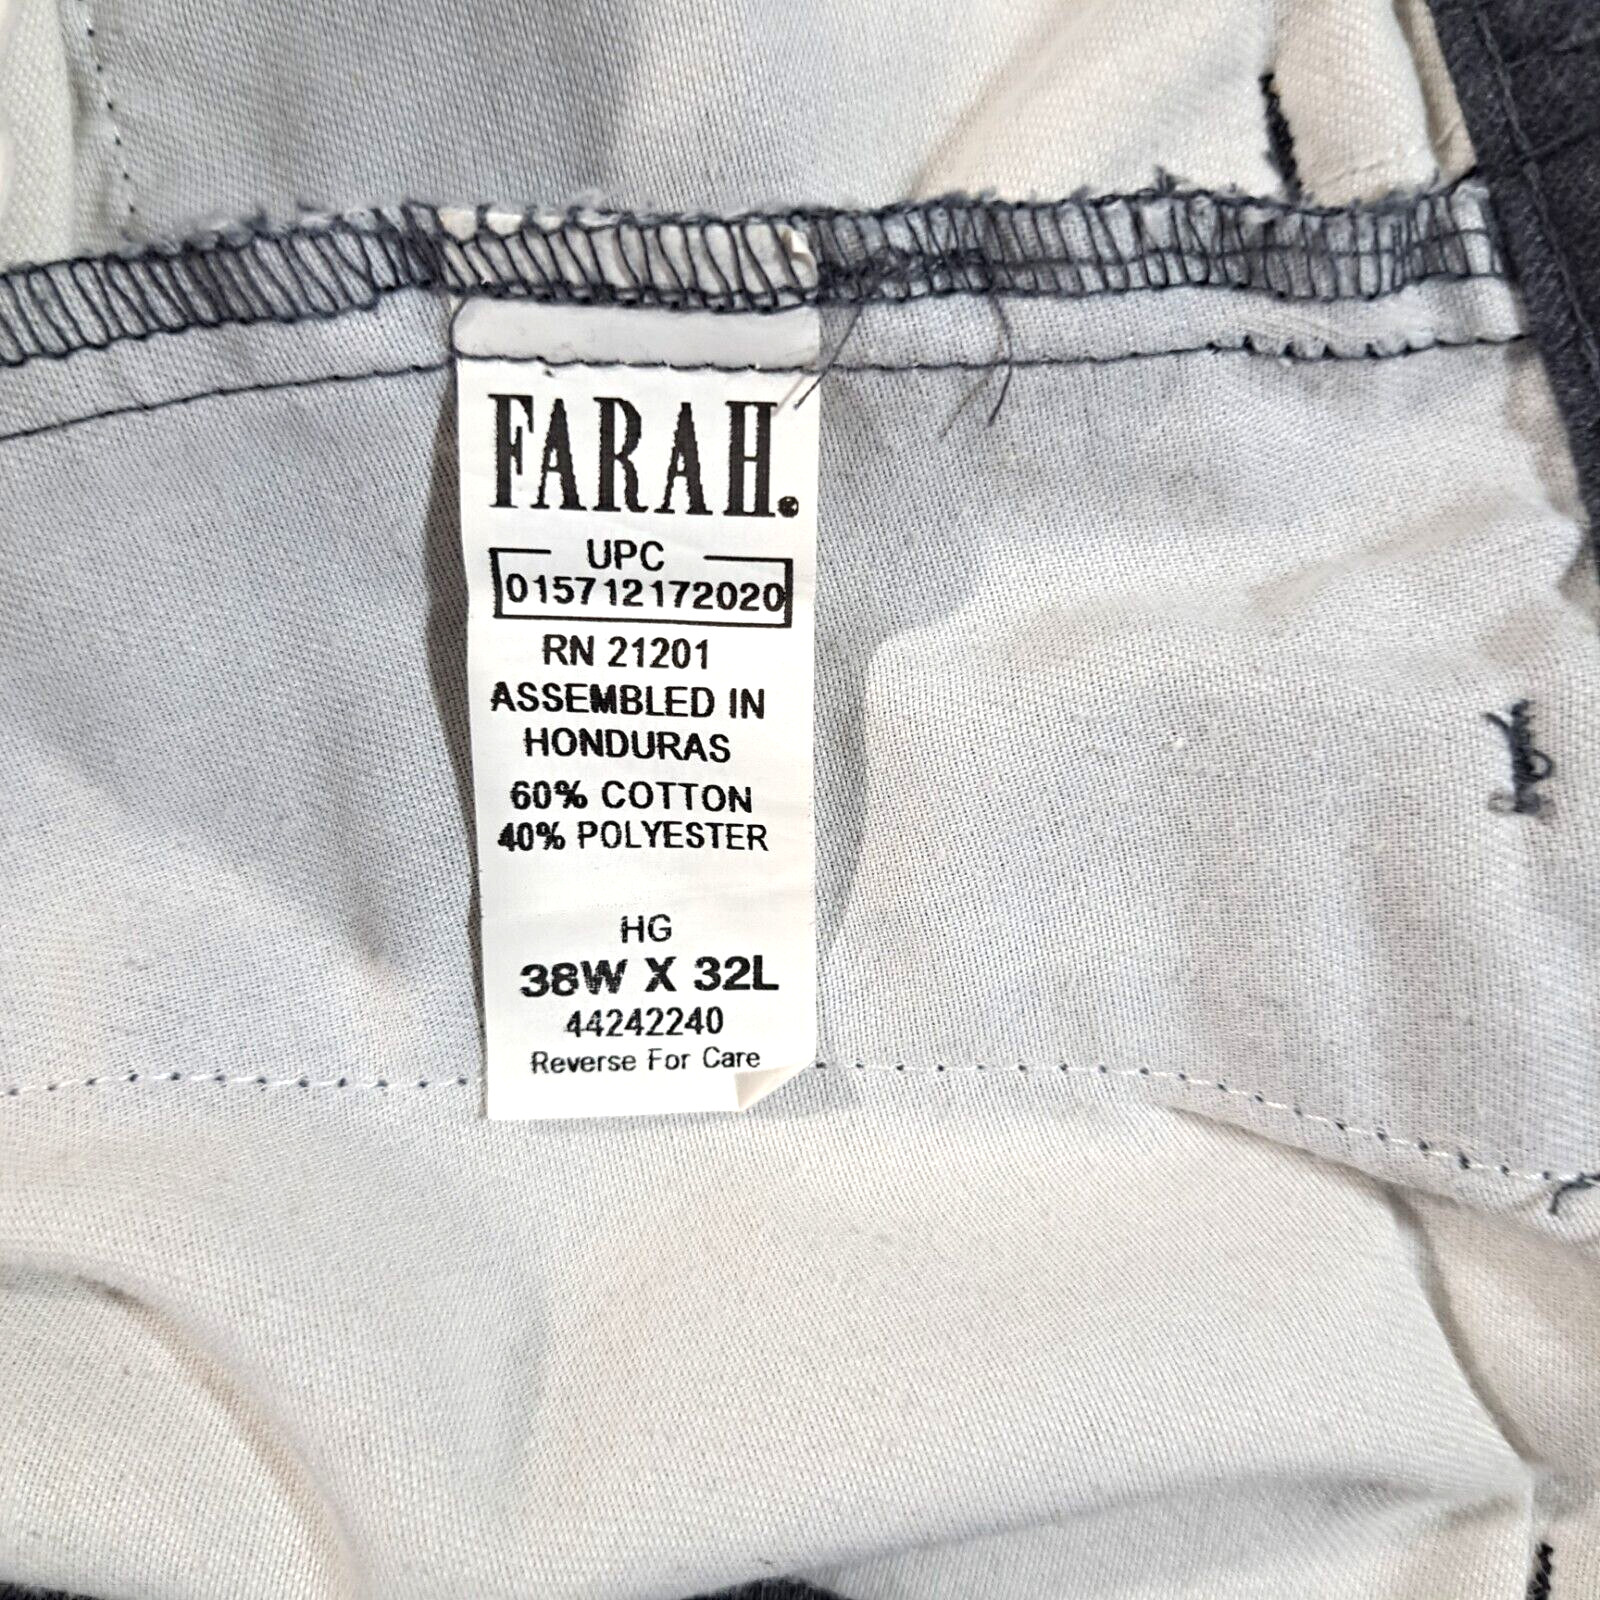 FARAH.
UPC
015712172020
RN 21201
ASSEMBLED IN
HONDURAS
60% COTTON
40% POLYESTER
HG
38W X 32L
44242240
Reverse For Care